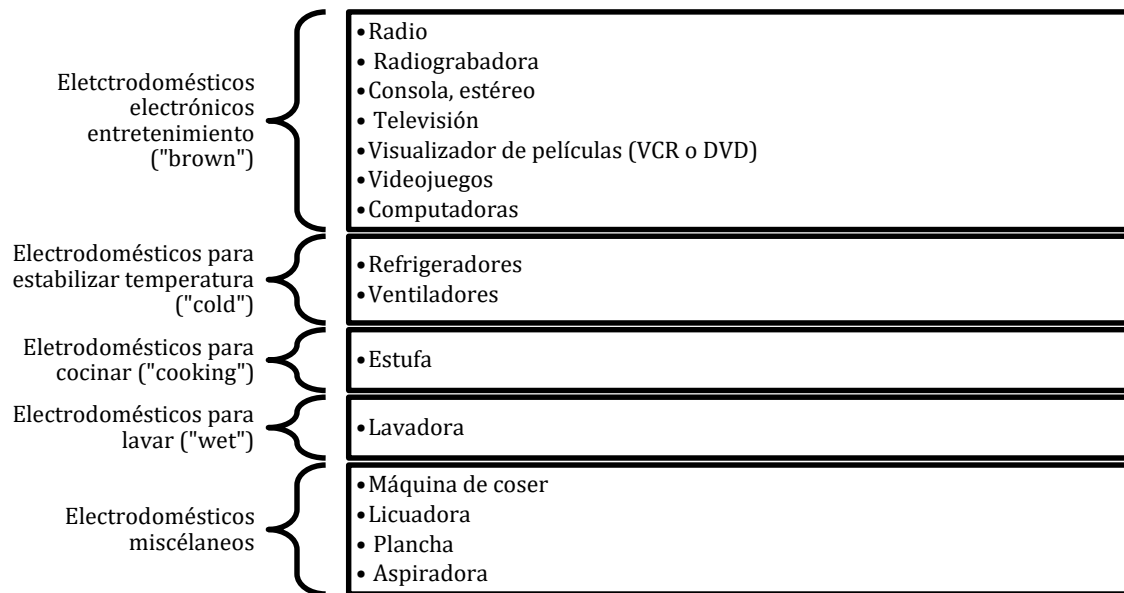 Eletctrodomésticos
electrónicos
entretenimiento
("brown")
•Radio
• Radiograbadora
•Consola, estéreo
• Televisión
•Visualizador de películas (VCR o DVD)
•Videojuegos
•Computadoras
Electrodomésticos para
estabilizar temperatura
("cold")
•Refrigeradores
•Ventiladores
Eletrodomésticos para
cocinar ("cooking")
•Estufa
Electrodomésticos para
lavar ("wet")
•Lavadora
Electrodomésticos
miscélaneos
•Máquina de coser
•Licuadora
• Plancha
• Aspiradora